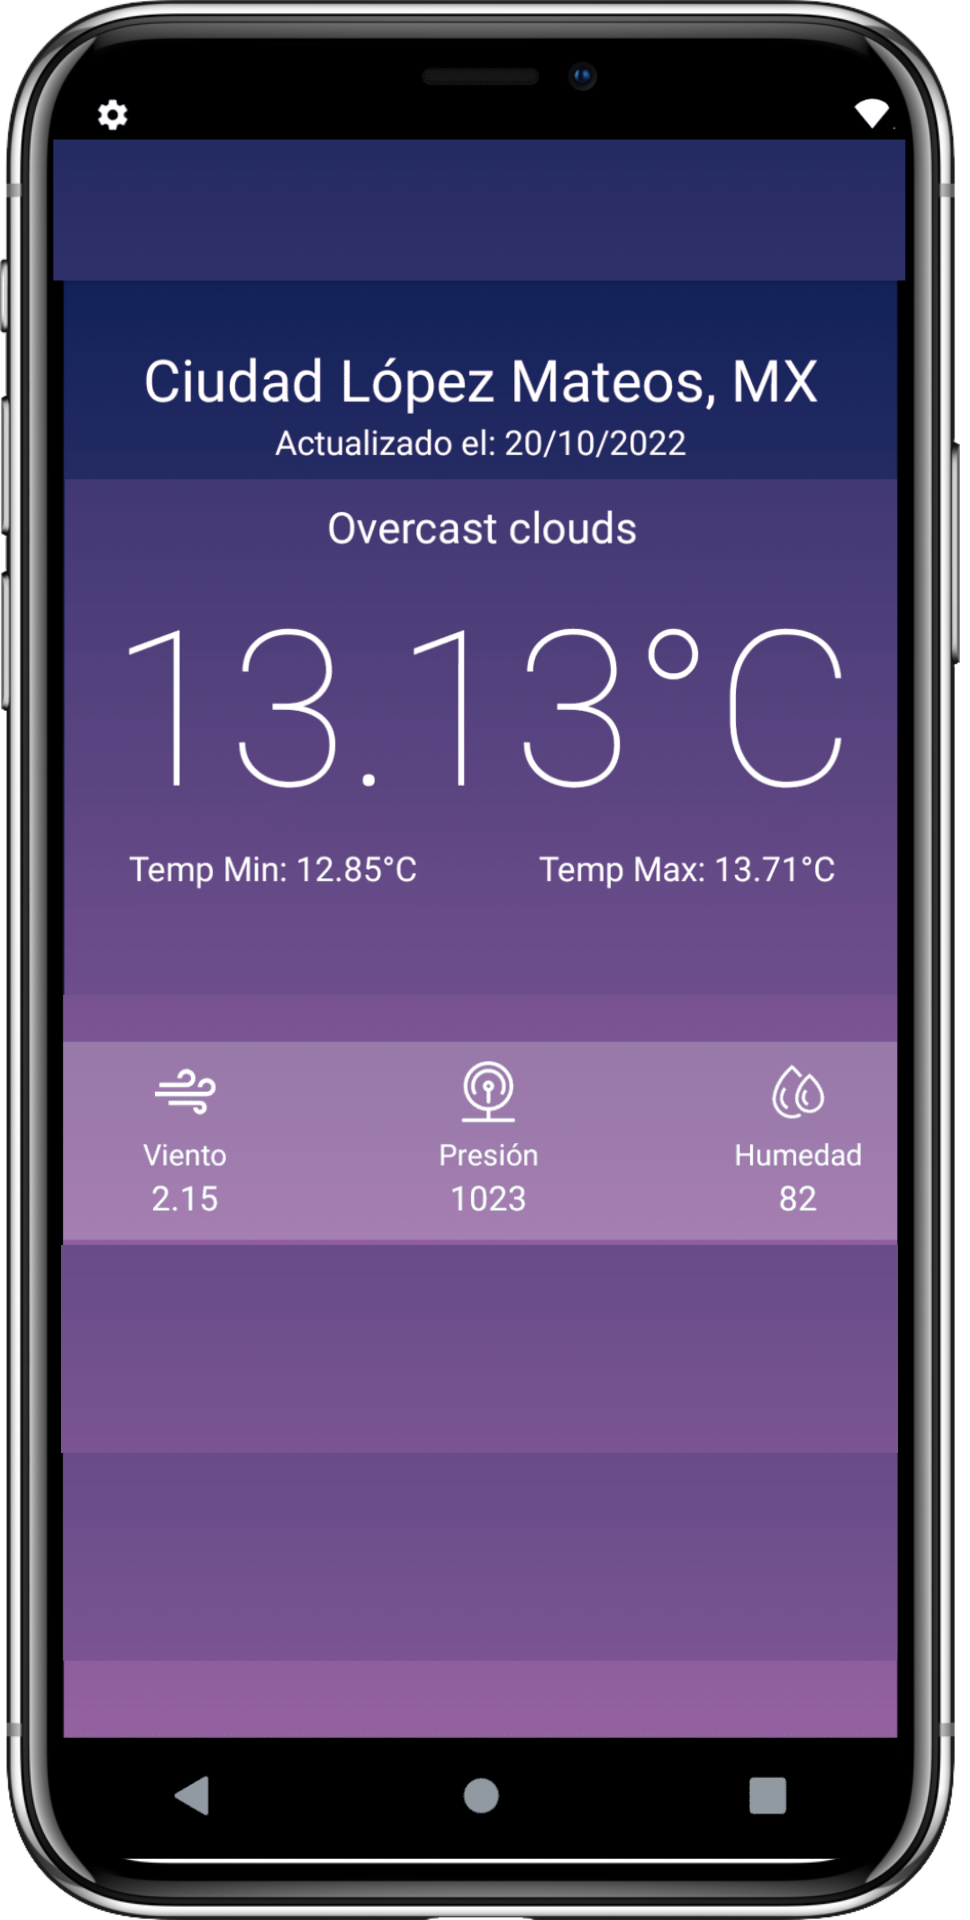 Ciudad López Mateos, MX
Actualizado el: 20/10/2022
Overcast clouds
13.13°C
Temp Min: 12.85°C Temp Max: 13.71°C
Viento Presión Humedad
2.15 1023 82